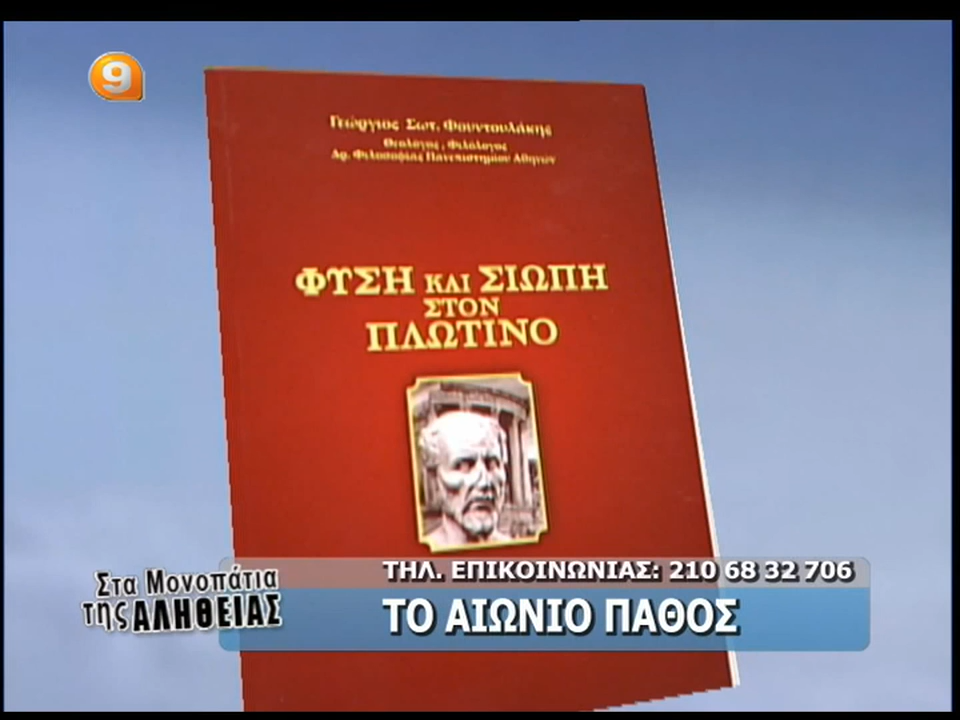 9
Γεώργιος Σωτ. Φουντουλάκης
Θεολόγος, Φιλόλογος
Δρ. Φιλοσοφίας Πανεπιστημίου Αθηνών
ΦΥΣΗ ΚΑΙ ΣΙΩΠΗ
ΣΤΟΝ
ΠΛΩΤΙΝΟ
ΤΗΛ. ΕΠΙΚΟΙΝΩΝΙΑΣ: 210 68 32 706
Στα Μονοπάτια
της ΑΛΗΘΕΙΑΣ
ΤΟ ΑΙΩΝΙΟ ΠΑΘΟΣ